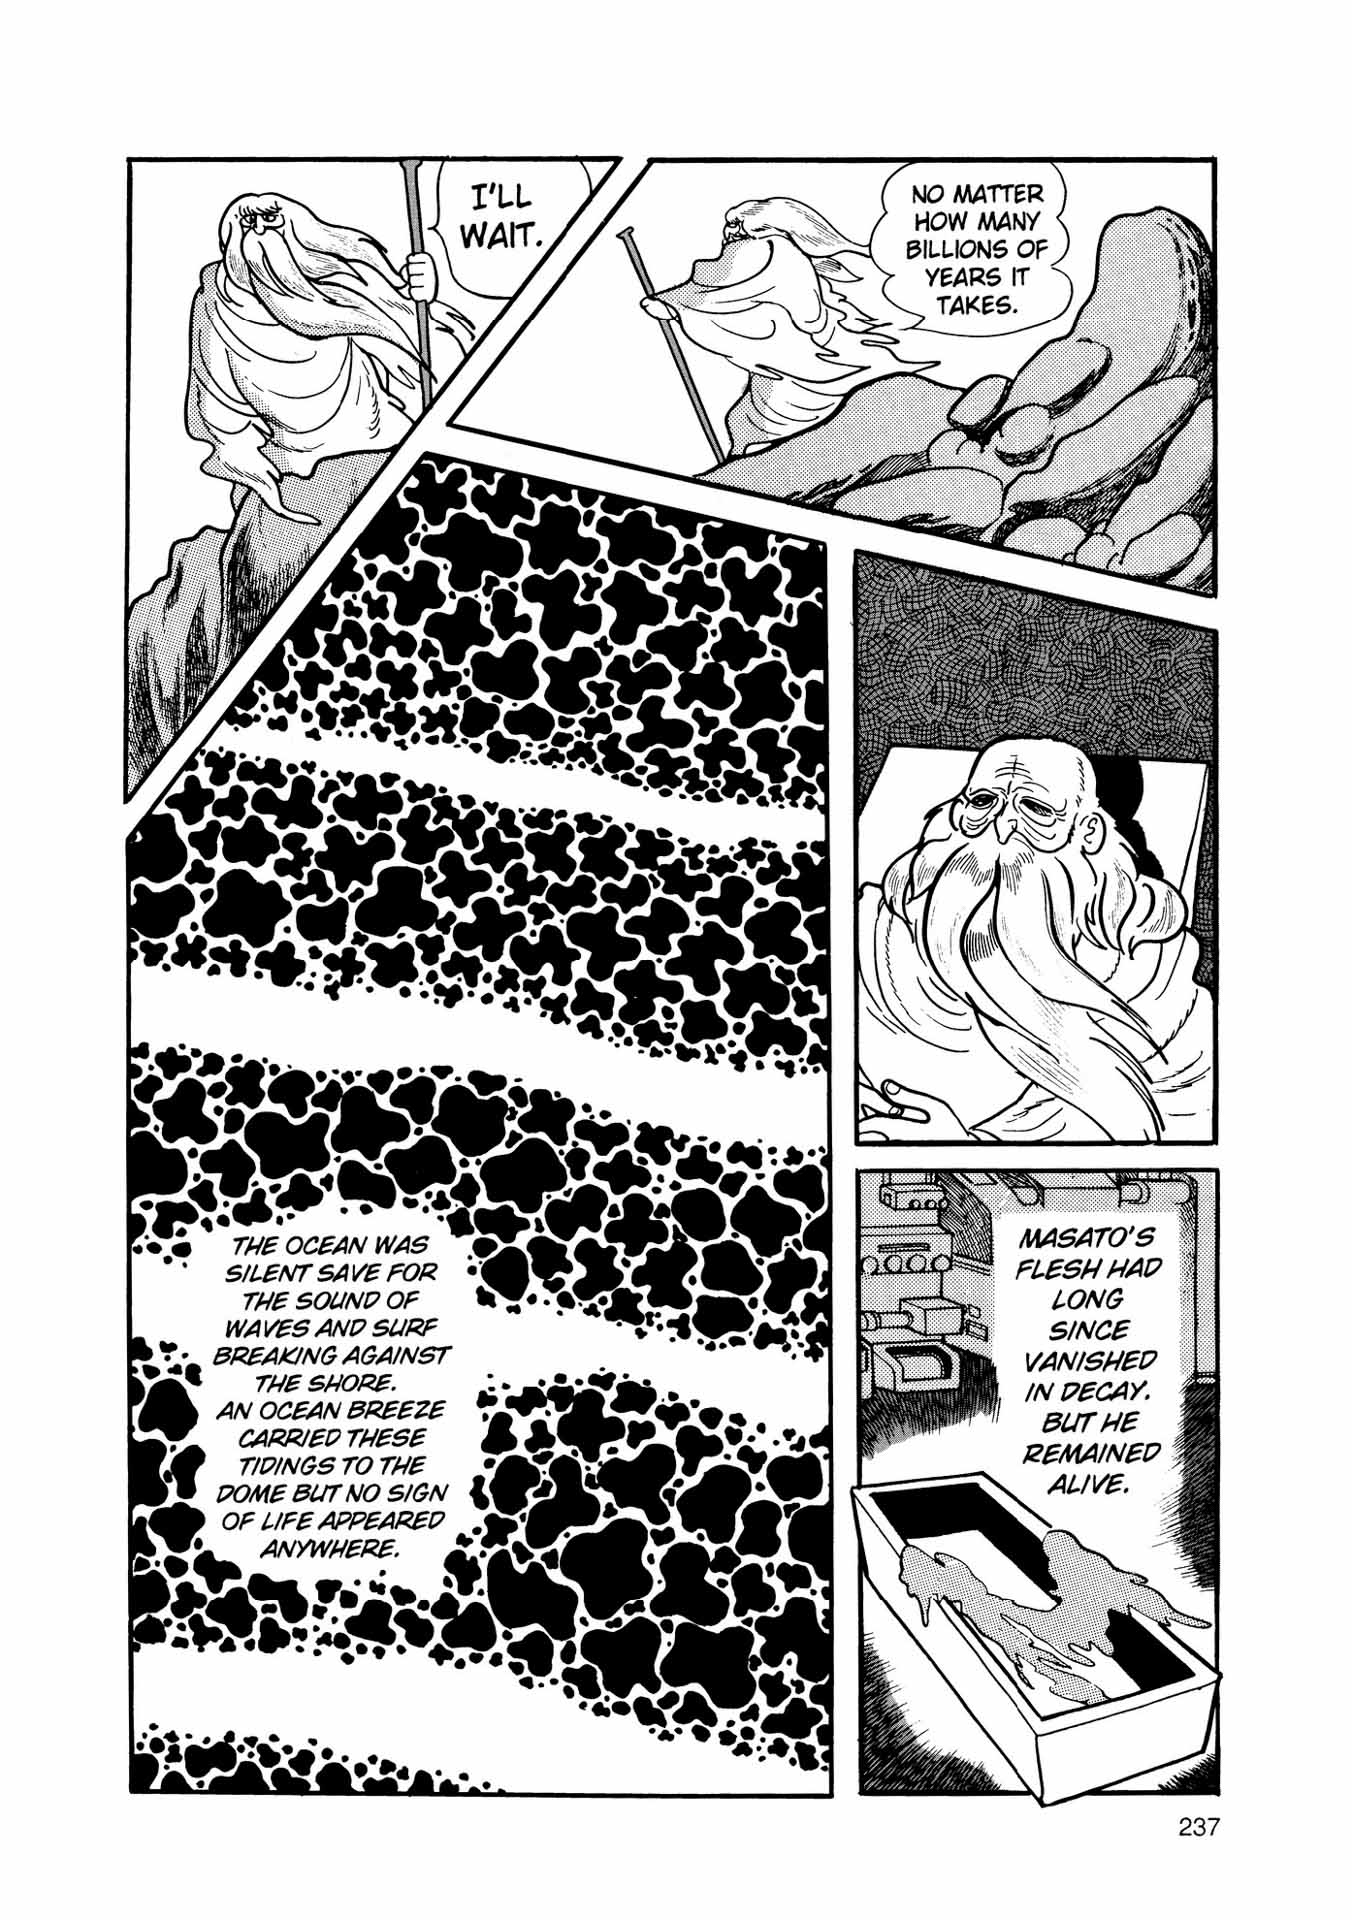 I'LL
WAIT.
NO MATTER
HOW MANY
BILLIONS OF
YEARS IT
TAKES.
THE OCEAN WAS
SILENT SAVE FOR
THE SOUND OF
WAVES AND SURF
BREAKING AGAINST
THE SHORE.
AN OCEAN BREEZE
CARRIED THESE
TIDINGS TO THE
DOME BUT NO SIGN
OF LIFE APPEARED
ANYWHERE.
MASATO'S
FLESH HAD
LONG
SINCE
VANISHED
IN DECAY.
BUT HE
REMAINED
ALIVE.
237